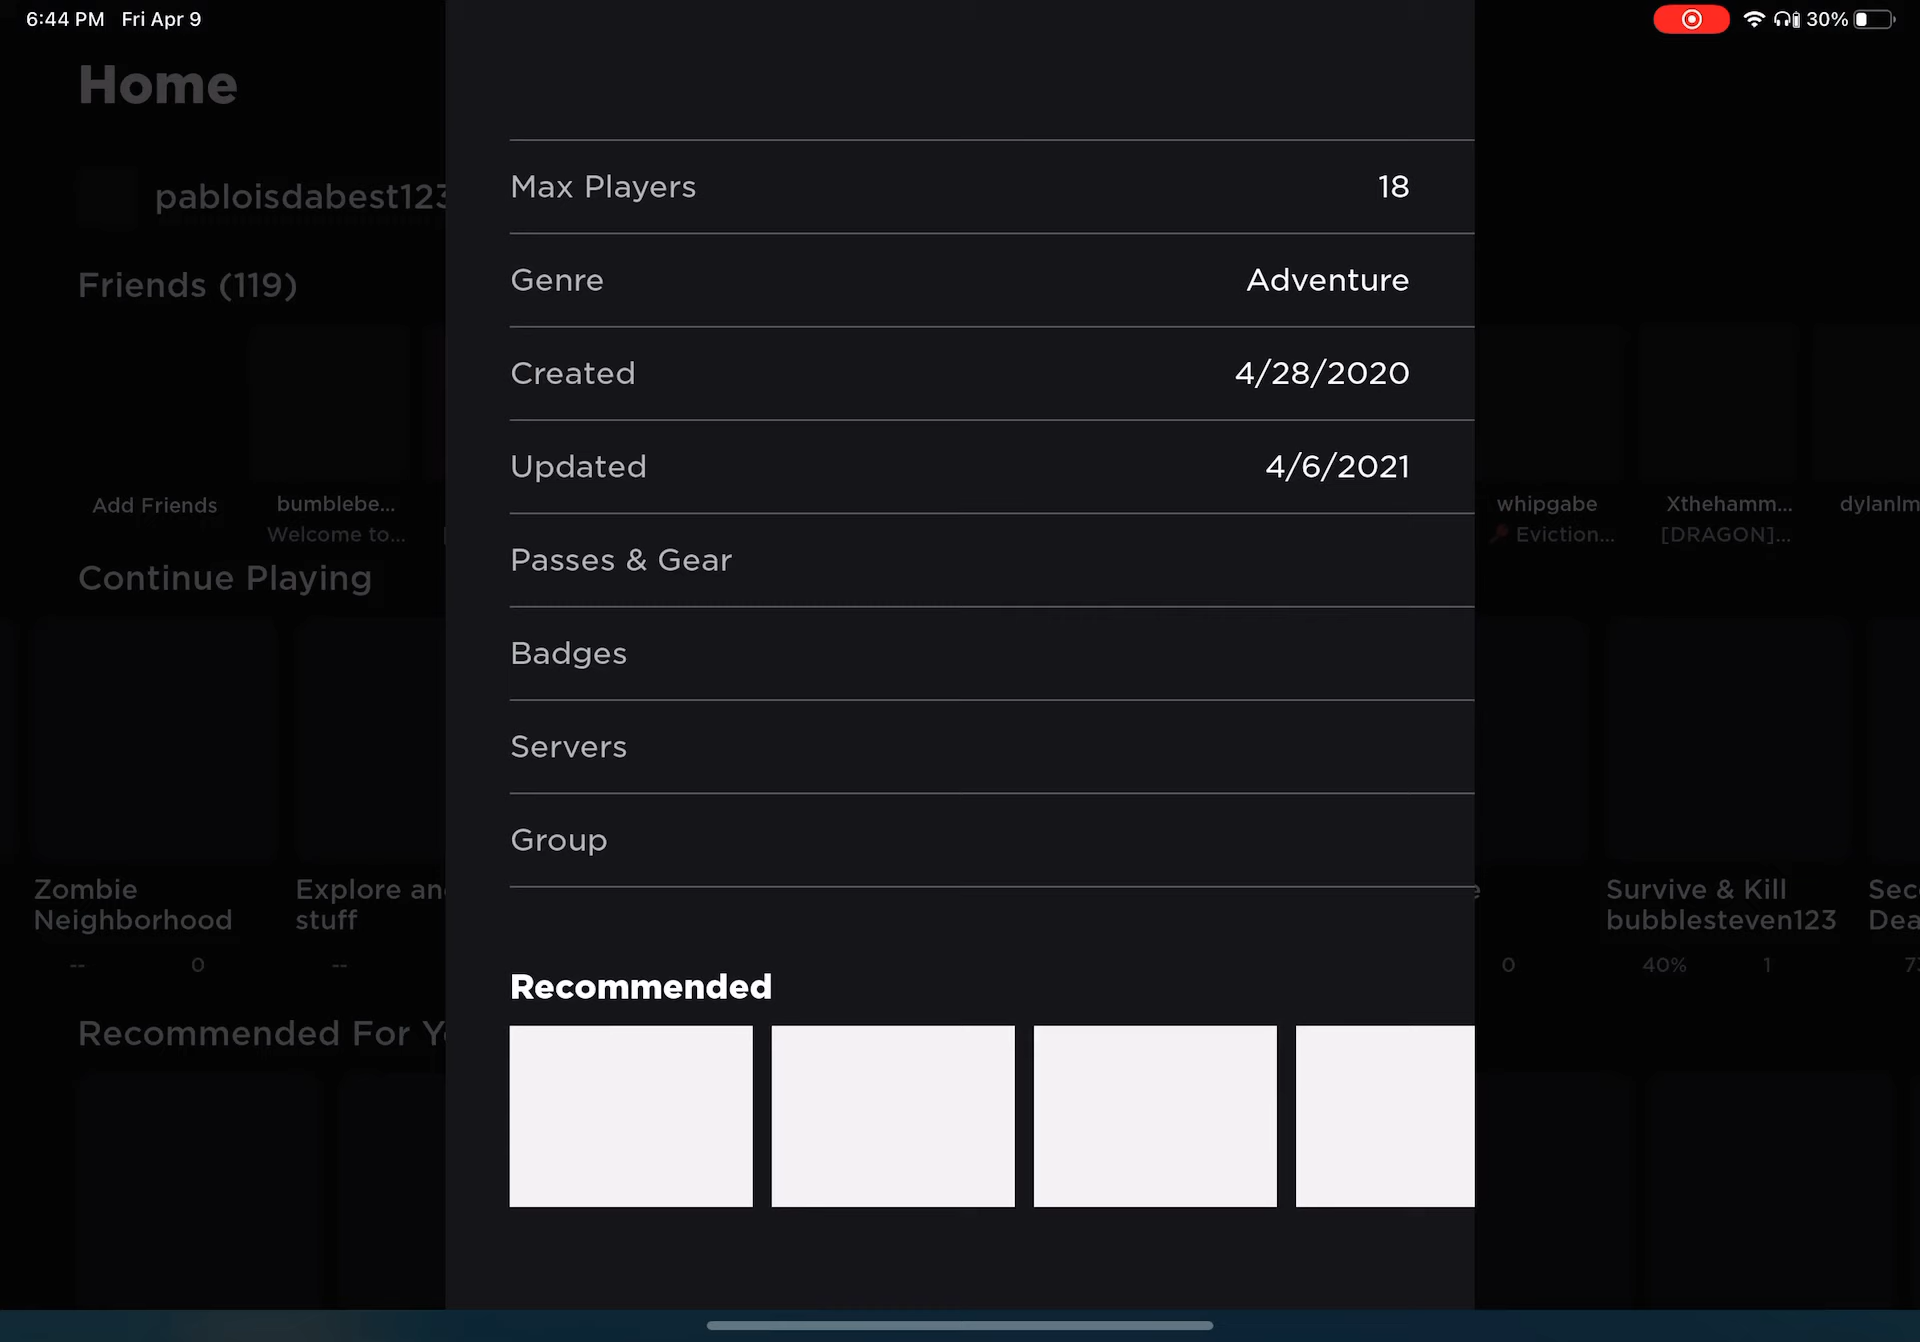 6:44 PM Fri Apr 9
30%
Home
pabloisdabest123
Friends (119)
Add Friends
bumblebe...
Welcome to...
whipgabe
Eviction...
Xthehamm...
[DRAGON]...
dylanlm
Continue Playing
Zombie
Neighborhood
-- 0
Explore an
stuff
--
0
Survive & Kill
bubblesteven123
40% 1
Sec
Dea
Recommended For Y
Max Players 18
Genre Adventure
Created 4/28/2020
Updated 4/6/2021
Passes & Gear
Badges
Servers
Group
Recommended